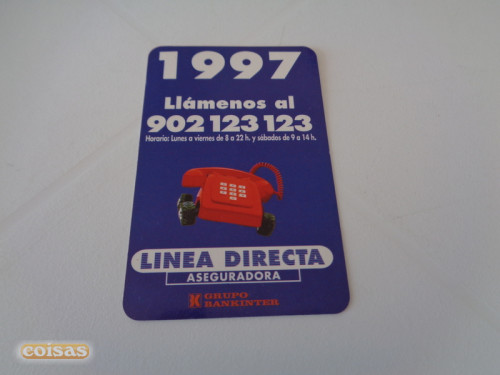 1997
Llámenos al
902 123 123
Horario: Lunes a viernes de 8 a 22 h. y sábados de 9 a 14 h.
LINEA DIRECTA
ASEGURADORA
K GRUPO
BANKINTER
coisas